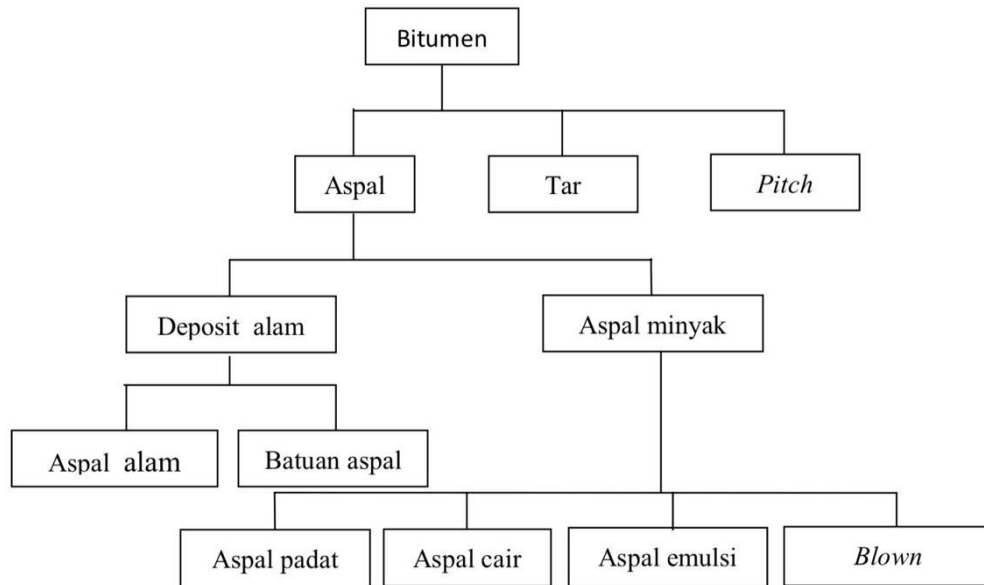 Bitumen
Aspal
Tar
Pitch
Deposit alam
Aspal minyak
Aspal alam
Batuan aspal
Aspal padat
Aspal cair
Aspal emulsi
Blown